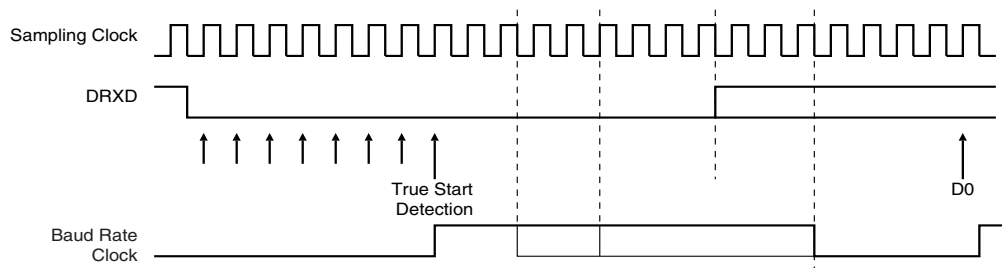 Sampling Clock
DRXD
True Start
Detection
D0
Baud Rate
Clock